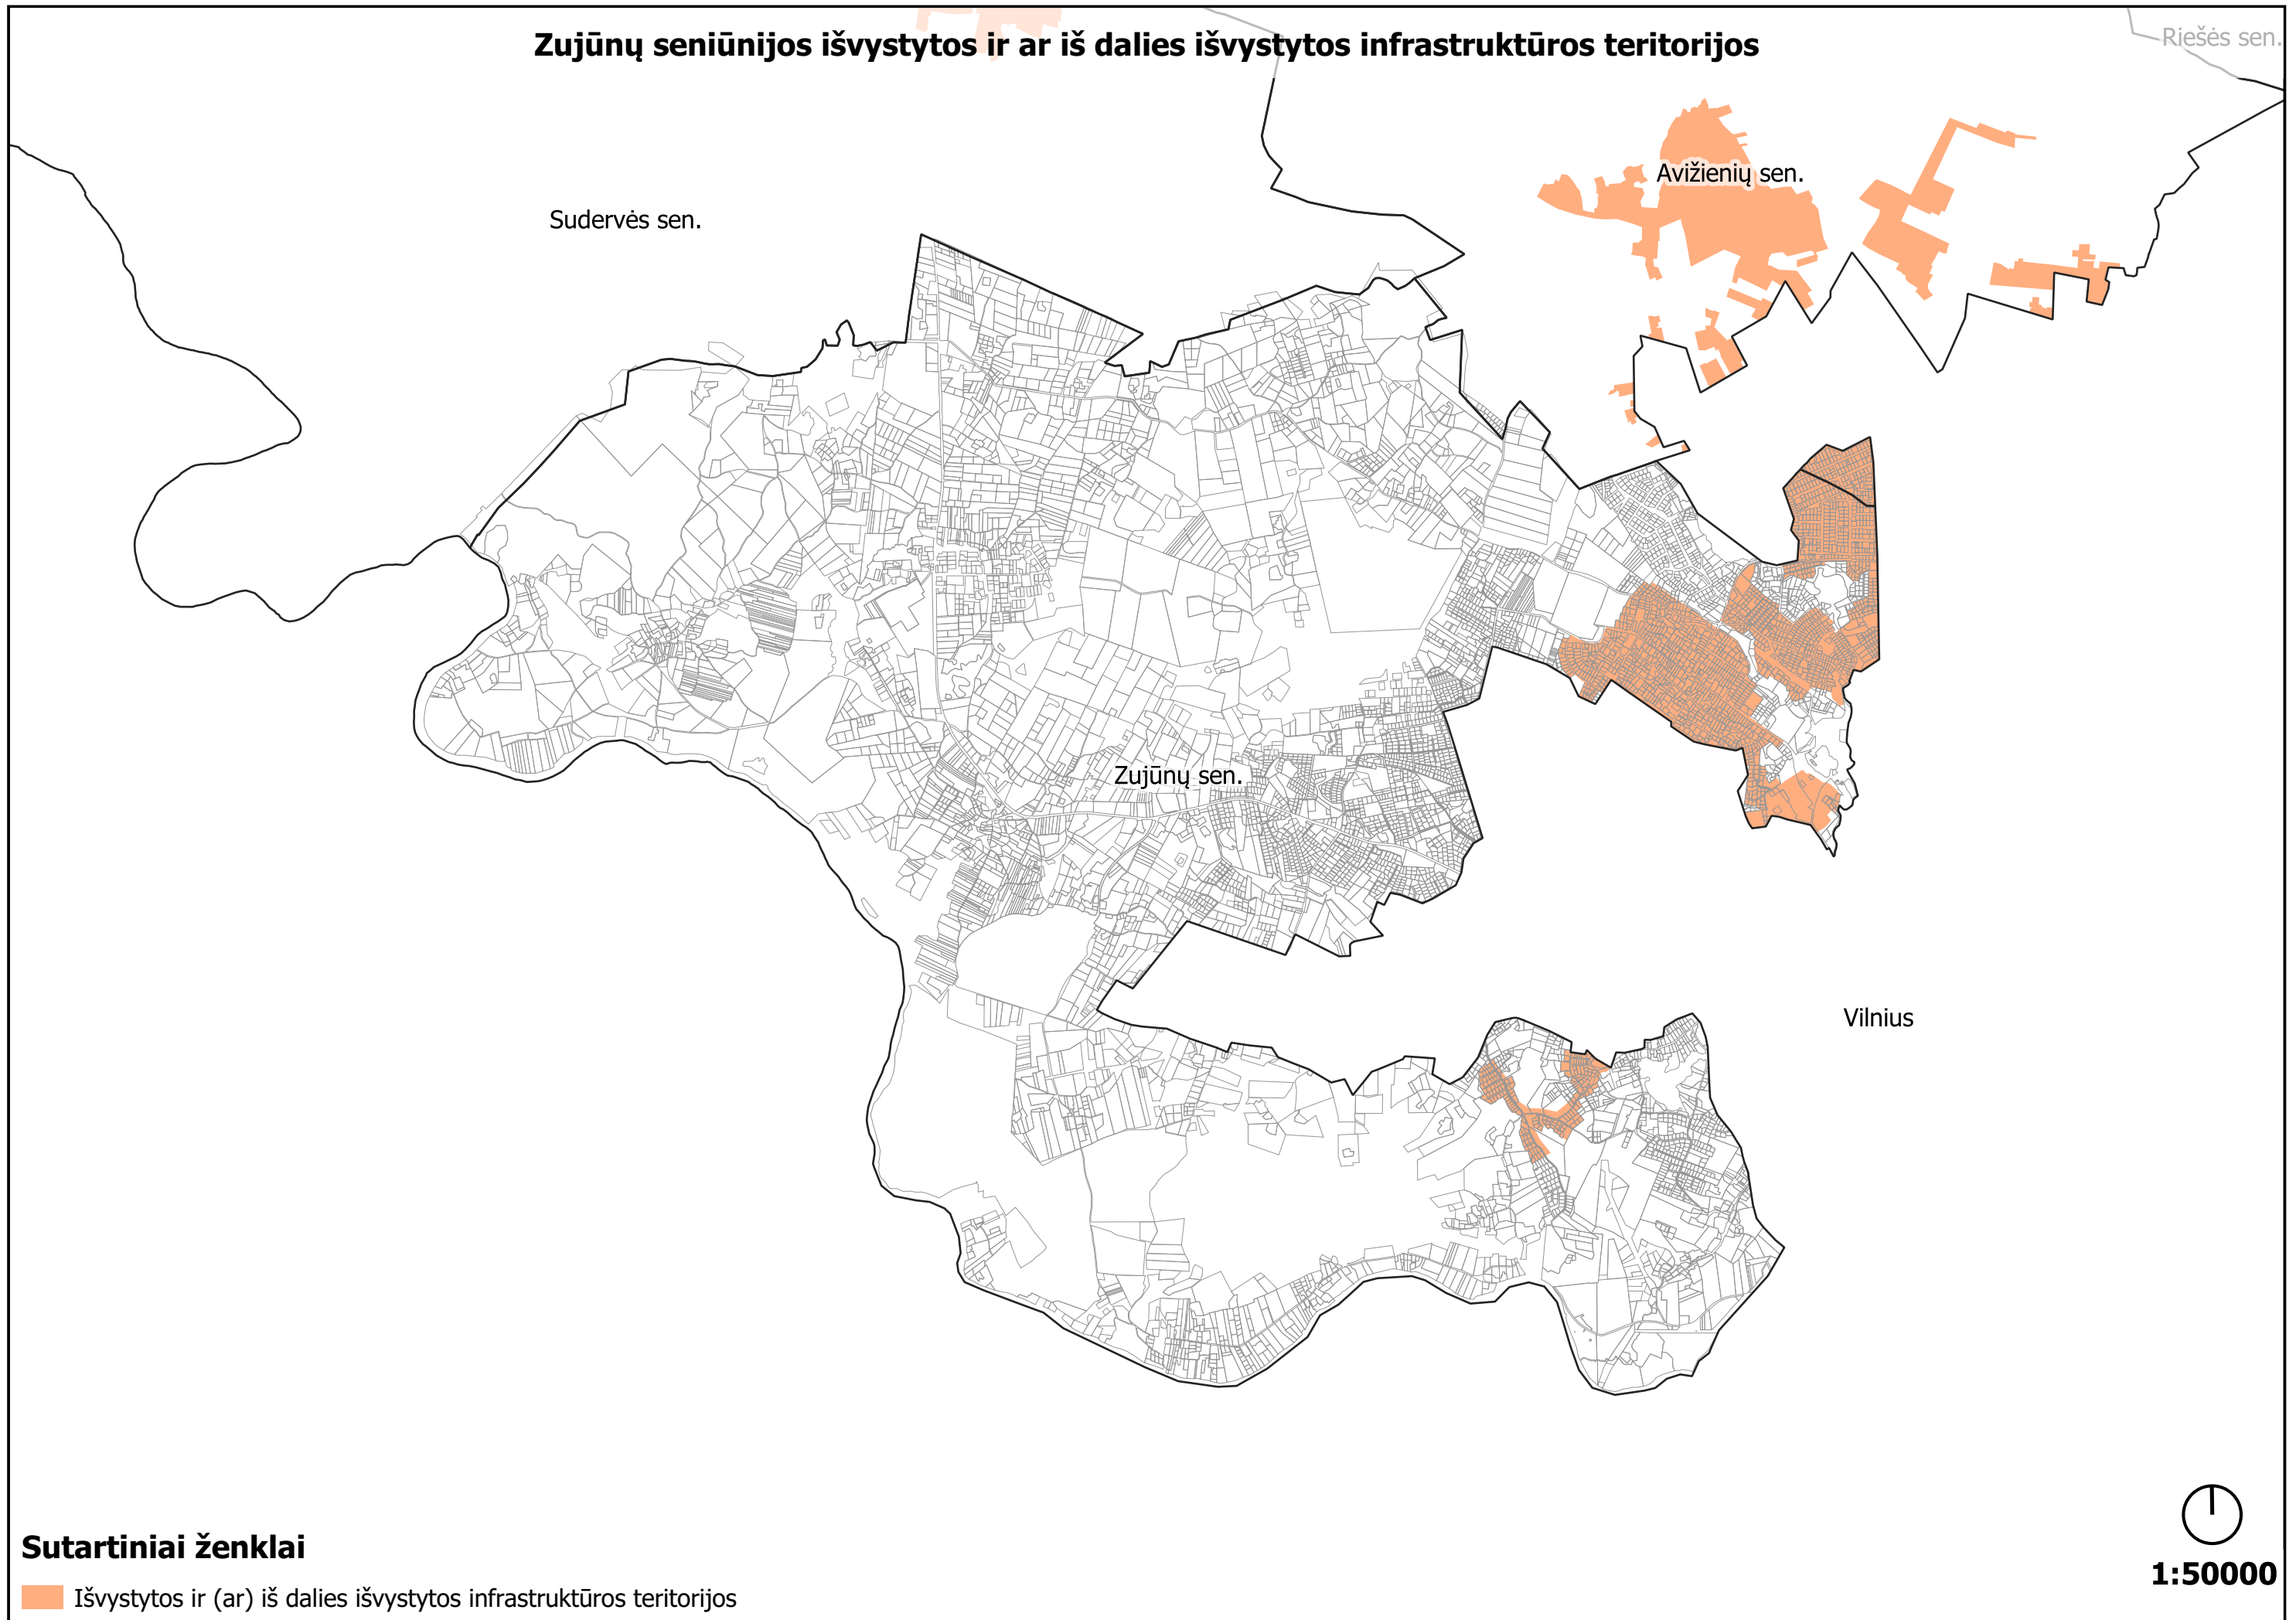 Zujūnų seniūnijos išvystytos ir ar iš dalies išvystytos infrastruktūros teritorijos
Riešės sen.
Avižienių sen.
Sudervės sen.
Zujūnų sen.
Vilnius
Sutartiniai ženklai
Išvystytos ir (ar) iš dalies išvystytos infrastruktūros teritorijos
1:50000